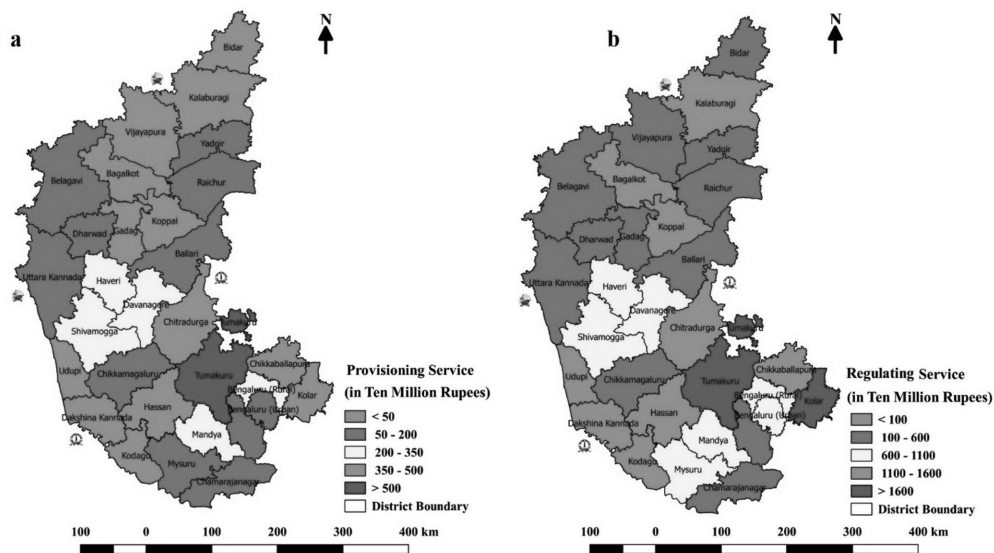 a
N
Bidar
Kalaburagi
Vijayapura
Yadgir
Bagalkot
Belagavi
Raichur
Koppal
Gadag
Dharwad
Ballari
Uttara Kannada
Haveri
Davanagere
Shivamogga
Chitradurga
Tumakuru
Chikkaballapura
Udupi
Chikkamagaluru
Tumakuru
Bengaluru (Rural)
Kolar
Hassan
Bengaluru (Urban)
Dakshina Kannada
Mandya
Kodagu
Mysuru
Chamarajanagar
Provisioning Service
(in Ten Million Rupees)
< 50
50 - 200
200 - 350
350 - 500
> 500
District Boundary
100 0 100 200 300 400 km
b
N
Bidar
Kalaburagi
Vijayapura
Yadgir
Bagalkot
Belagavi
Raichur
Koppal
Gadag
Dharwad
Ballari
Uttara Kannada
Haveri
Davanagere
Shivamogga
Chitradurga
Tumakuru
Chikkaballapura
Udupi
Chikkamagaluru
Tumakuru
Bengaluru (Rural)
Kolar
Hassan
Bengaluru (Urban)
Dakshina Kannada
Mandya
Kodagu
Mysuru
Chamarajanagar
Regulating Service
(in Ten Million Rupees)
< 100
100 - 600
600 - 1100
1100 - 1600
> 1600
District Boundary
100 0 100 200 300 400 km